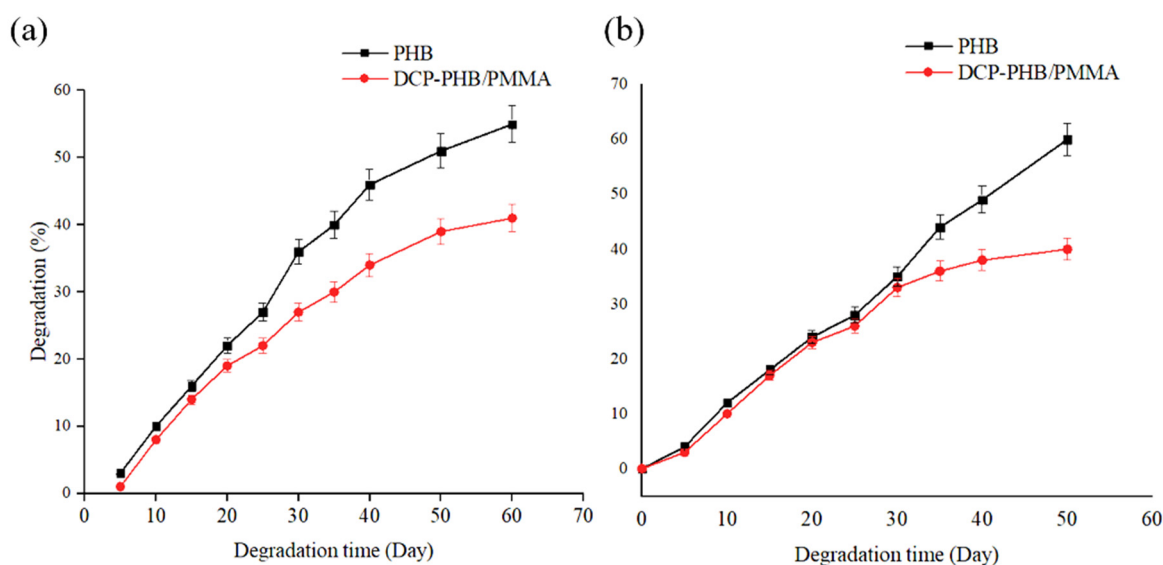 (a)
PHB
DCP-PHB/PMMA
60
50
40
30
20
10
0
Degradation (%)
0 10 20 30 40 50 60 70
Degradation time (Day)
(b)
PHB
DCP-PHB/PMMA
70
60
50
40
30
20
10
0
0 10 20 30 40 50 60
Degradation time (Day)